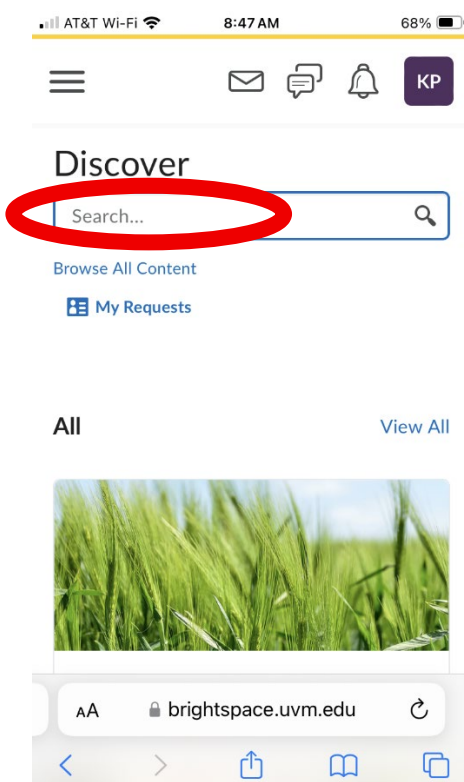 AT&T Wi-Fi 8:47 AM 68%
KP
Discover
Search...
Browse All Content
My Requests
All View All
AA brightspace.uvm.edu